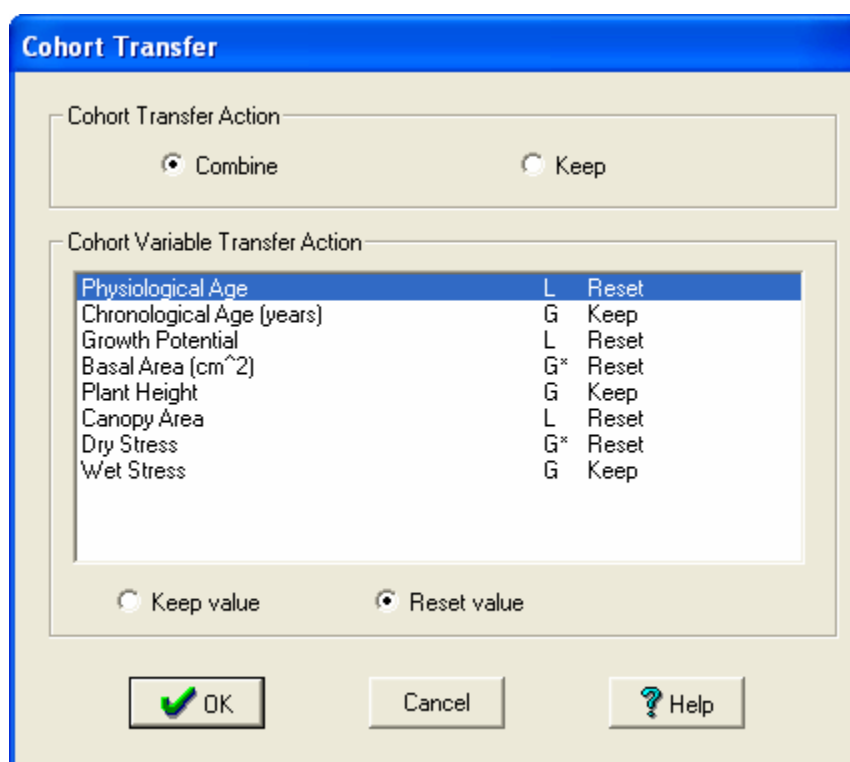 Cohort Transfer
Cohort Transfer Action
Combine Keep
Cohort Variable Transfer Action
Physiological Age L Reset
Chronological Age (years) G Keep
Growth Potential L Reset
Basal Area (cm^2) G* Reset
Plant Height G Keep
Canopy Area L Reset
Dry Stress G* Reset
Wet Stress G Keep
Keep value Reset value
OK Cancel ? Help